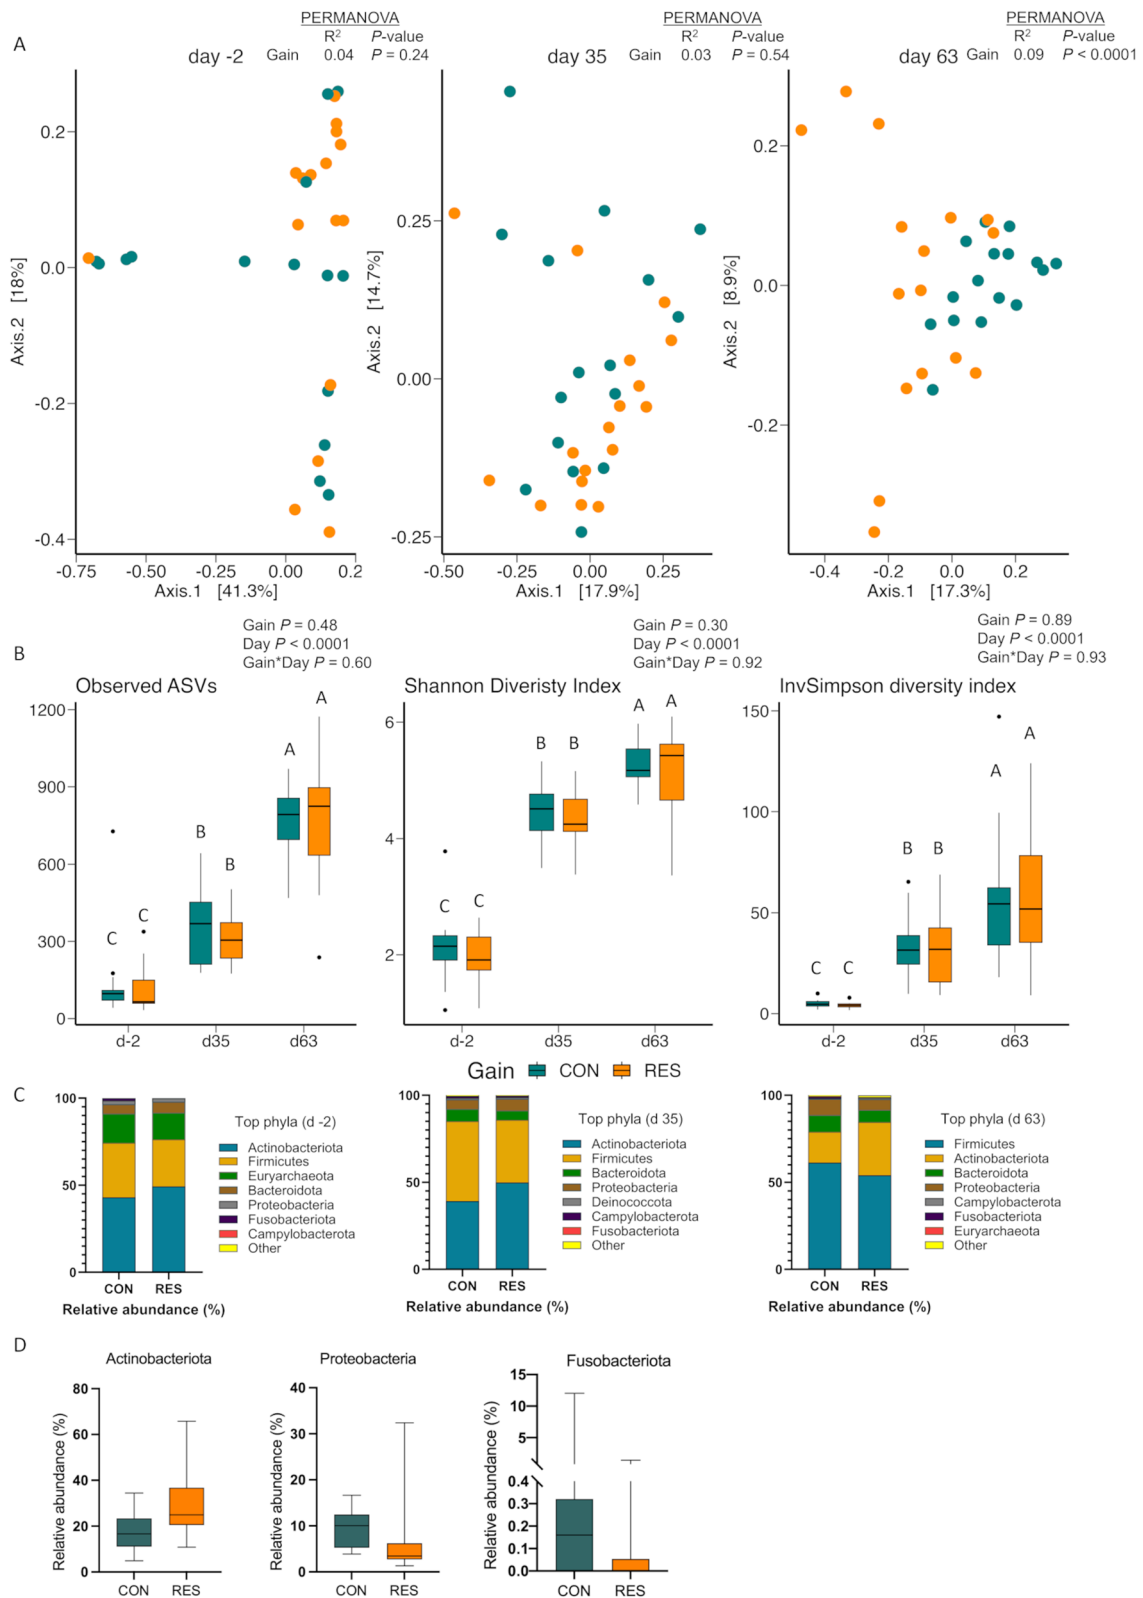 A
PERMANOVA
R² P-value
day -2 Gain 0.04 P = 0.24
PERMANOVA
R² P-value
day 35 Gain 0.03 P = 0.54
PERMANOVA
R² P-value
day 63 Gain 0.09 P < 0.0001
Axis.2 [18%]
0.2
0.0
-0.2
-0.4
-0.75 -0.50 -0.25 0.00 0.2
Axis.1 [41.3%]
Axis.2 [14.7%]
0.25
0.00
-0.25
-0.50 -0.25 0.00 0.25
Axis.1 [17.9%]
Axis.2 [8.9%]
0.2
0.0
-0.2
-0.4 -0.2 0.0 0.2
Axis.1 [17.3%]
B
Gain P = 0.48
Day P < 0.0001
Gain*Day P = 0.60
Observed ASVs
1200
900
600
300
0
C C B B A A
d-2 d35 d63
Gain P = 0.30
Day P < 0.0001
Gain*Day P = 0.92
Shannon Diveristy Index
6
4
2
C C B B A A
d-2 d35 d63
Gain P = 0.89
Day P < 0.0001
Gain*Day P = 0.93
InvSimpson diversity index
150
100
50
0
C C B B A A
d-2 d35 d63
Gain CON RES
C
100
50
0
CON RES
Relative abundance (%)
Top phyla (d -2)
Actinobacteriota
Firmicutes
Euryarchaeota
Bacteroidota
Proteobacteria
Fusobacteriota
Campylobacterota
Other
100
50
0
CON RES
Relative abundance (%)
Top phyla (d 35)
Actinobacteriota
Firmicutes
Bacteroidota
Proteobacteria
Deinococcota
Campylobacterota
Fusobacteriota
Other
100
50
0
CON RES
Relative abundance (%)
Top phyla (d 63)
Firmicutes
Actinobacteriota
Bacteroidota
Proteobacteria
Campylobacterota
Fusobacteriota
Euryarchaeota
Other
D
Actinobacteriota
Relative abundance (%)
80
60
40
20
0
CON RES
Proteobacteria
Relative abundance (%)
40
30
20
10
0
CON RES
Fusobacteriota
Relative abundance (%)
15
10
5
0.4
0.3
0.2
0.1
0.0
CON RES